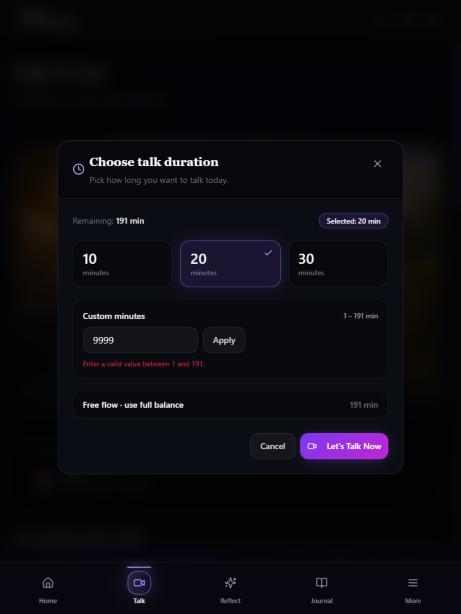 Choose talk duration
Pick how long you want to talk today.
Remaining: 191 min
Selected: 20 min
10
minutes
20
minutes
30
minutes
Custom minutes
1 – 191 min
9999
Apply
Enter a valid value between 1 and 191.
Free flow · use full balance
191 min
Cancel
Let's Talk Now
Home
Talk
Reflect
Journal
More